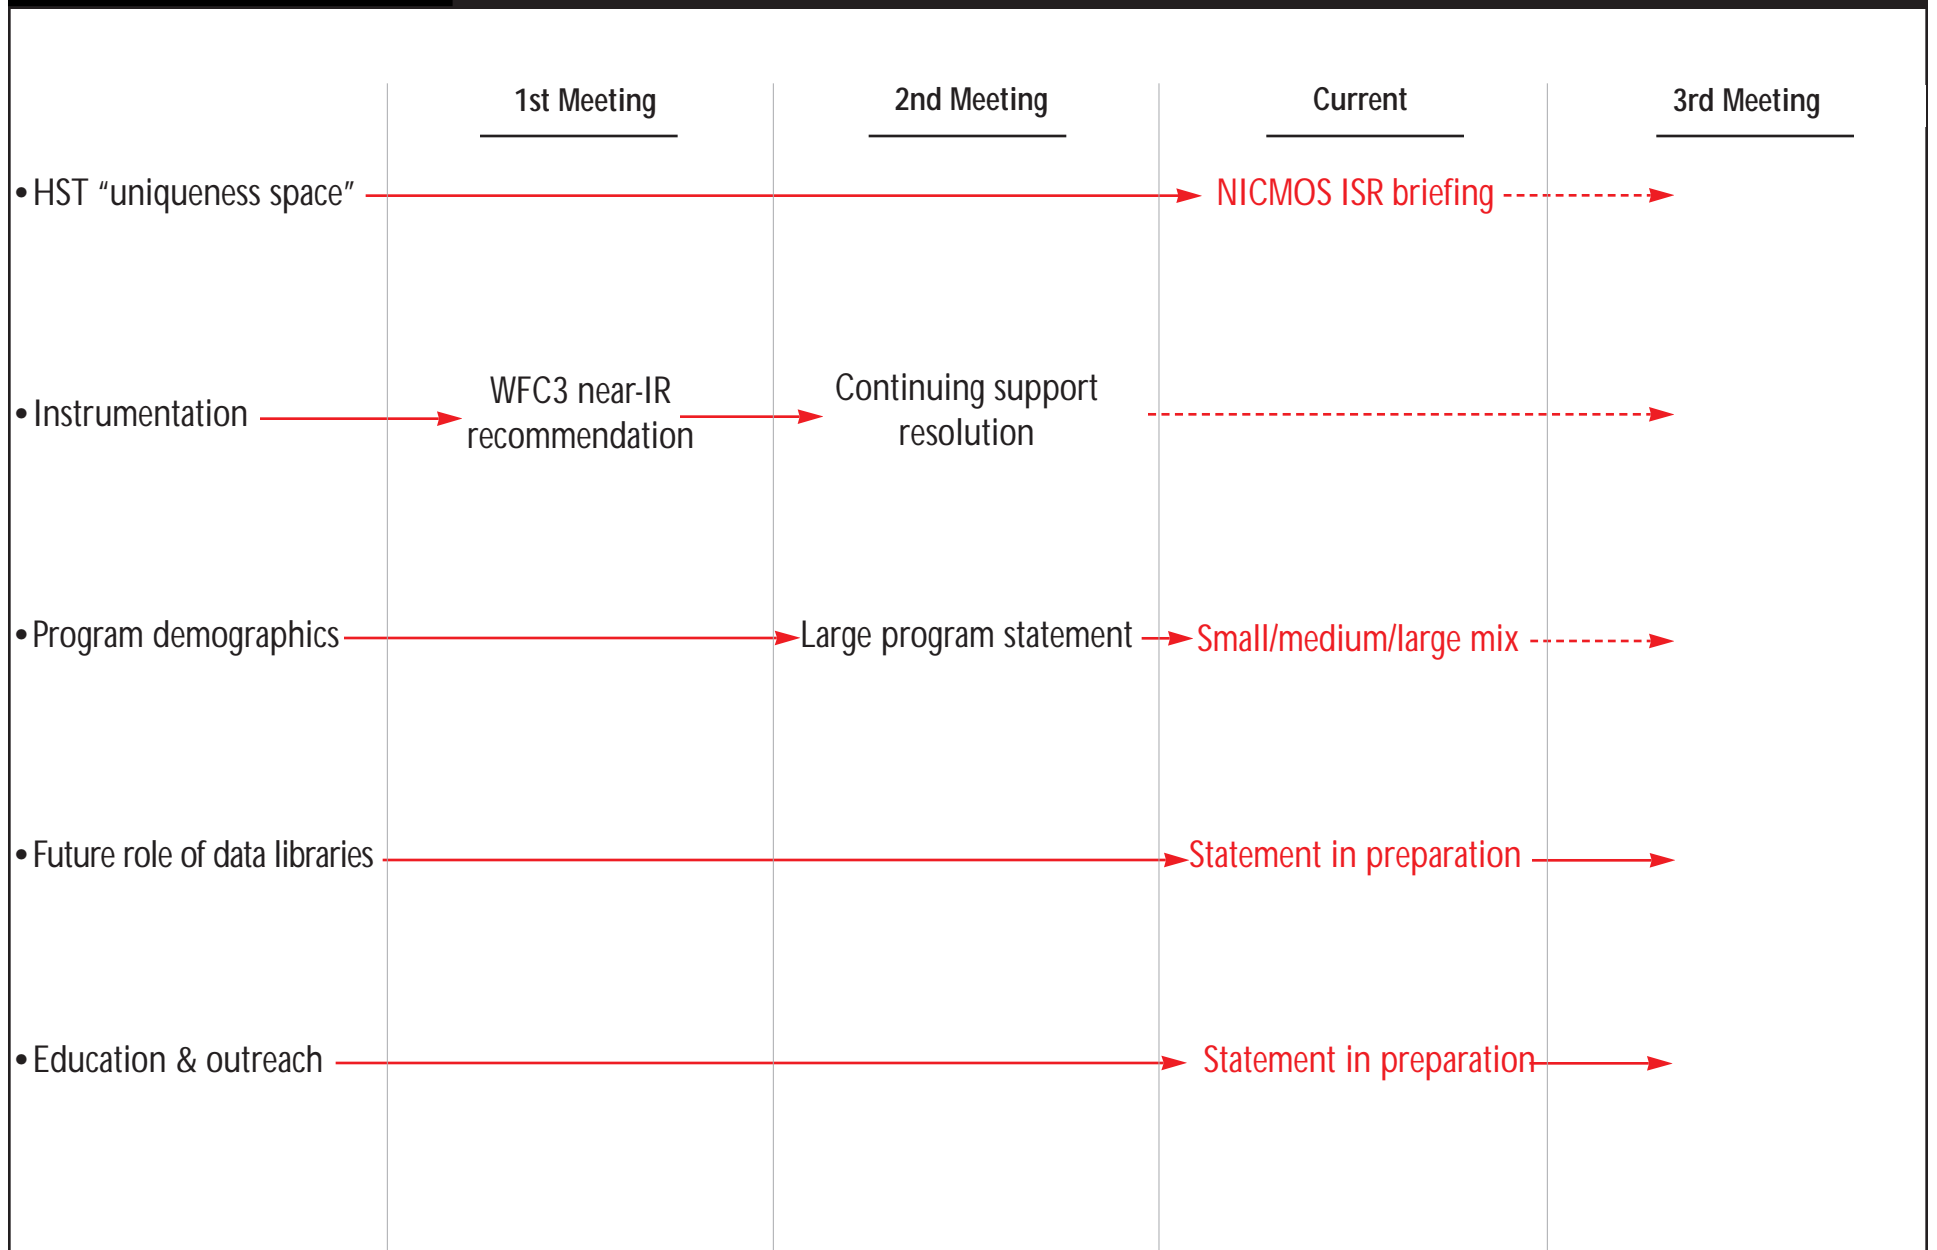 1st Meeting
2nd Meeting
Current
3rd Meeting
•HST “uniqueness space”
NICMOS ISR briefing
•Instrumentation
WFC3 near-IR
recommendation
Continuing support
resolution
•Program demographics
Large program statement
Small/medium/large mix
•Future role of data libraries
Statement in preparation
•Education & outreach
Statement in preparation